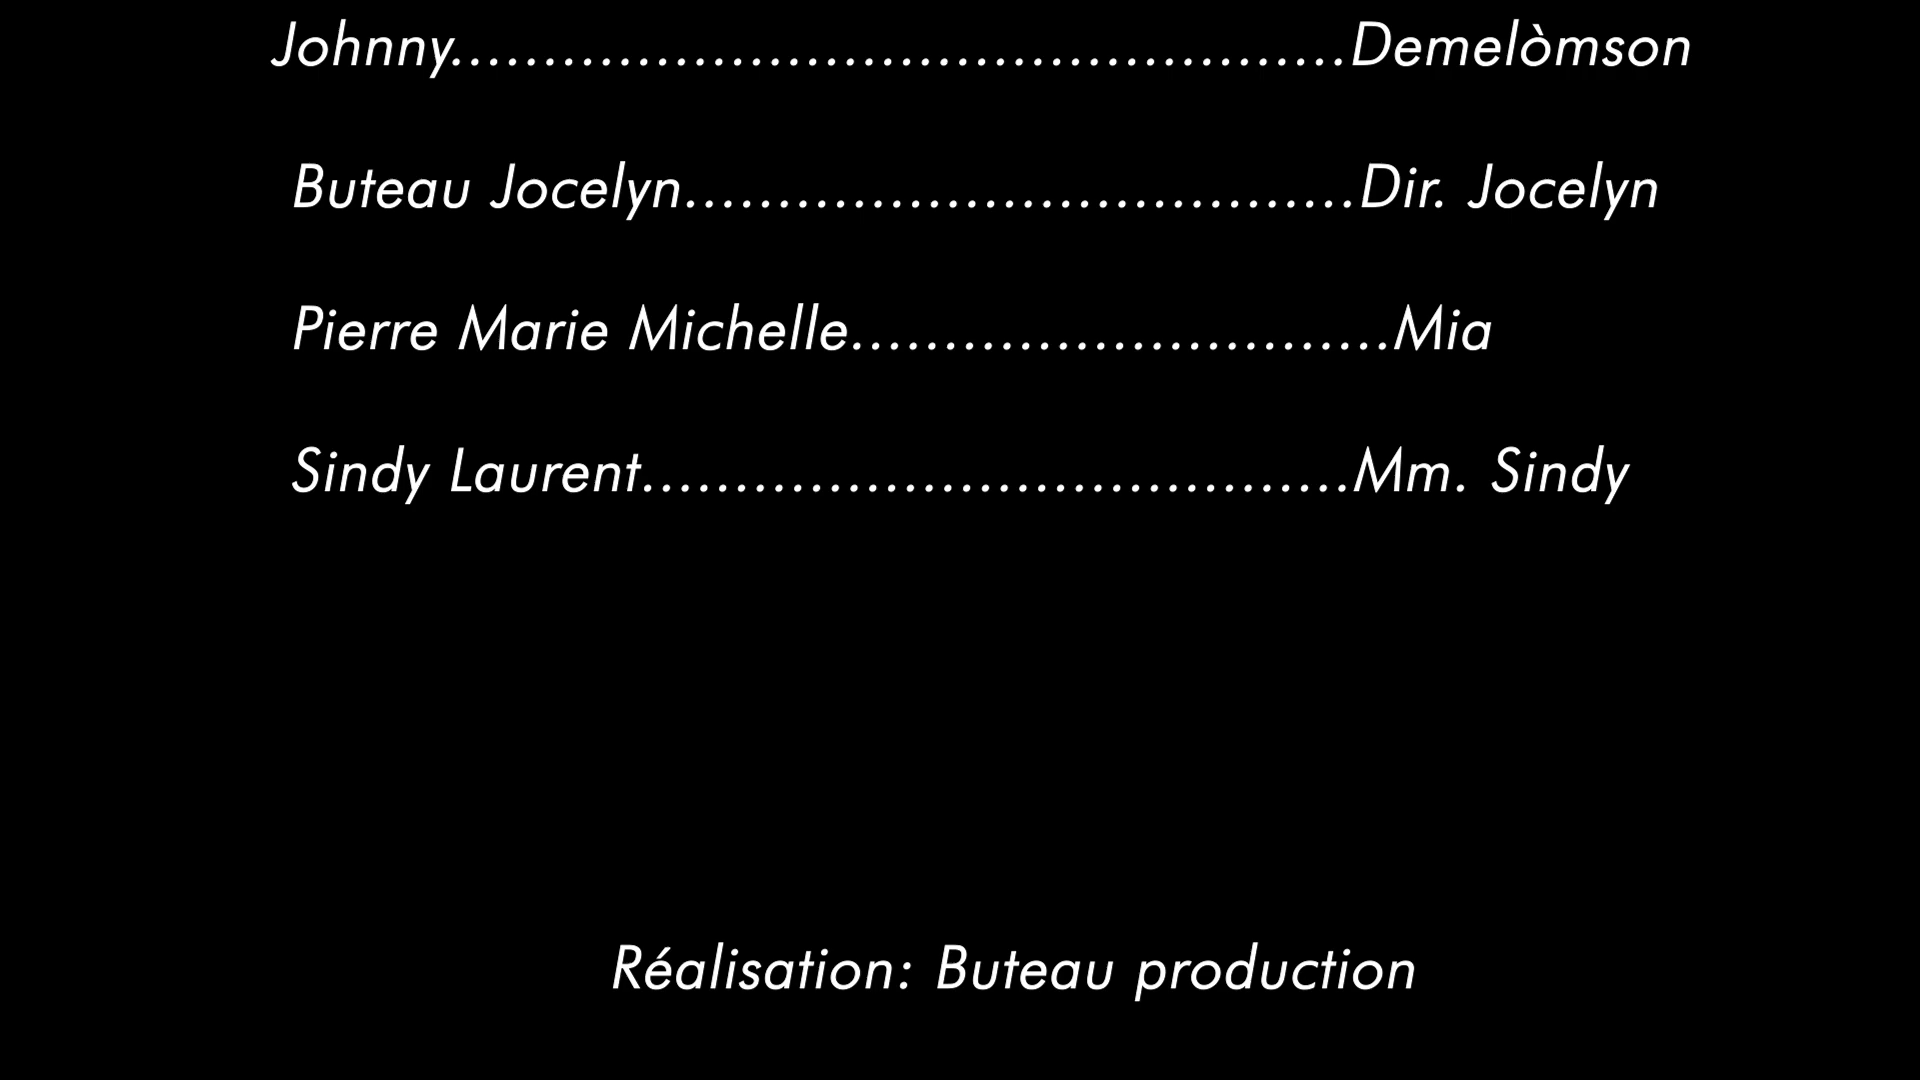 Johnny................................................Demelòmson
Buteau Jocelyn....................................Dir. Jocelyn
Pierre Marie Michelle.............................Mia
Sindy Laurent......................................Mm. Sindy
Réalisation: Buteau production